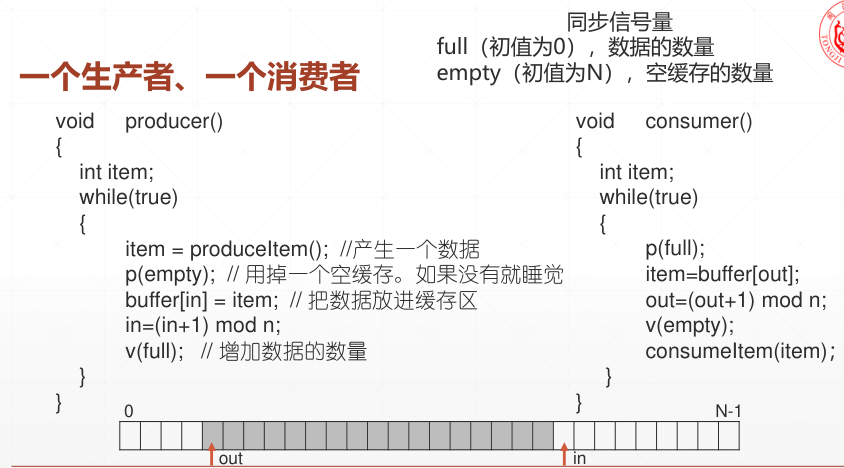 同步信号量
full（初值为0），数据的数量
empty（初值为N），空缓存的数量
一个生产者、一个消费者
void producer()
{
int item;
while(true)
{
item = produceItem(); //产生一个数据
p(empty); // 用掉一个空缓存。如果没有就睡觉
buffer[in] = item; // 把数据放进缓存区
in=(in+1) mod n;
v(full); // 增加数据的数量
}
}
void consumer()
{
int item;
while(true)
{
p(full);
item=buffer[out];
out=(out+1) mod n;
v(empty);
consumeItem(item);
}
}
0
N-1
out
in